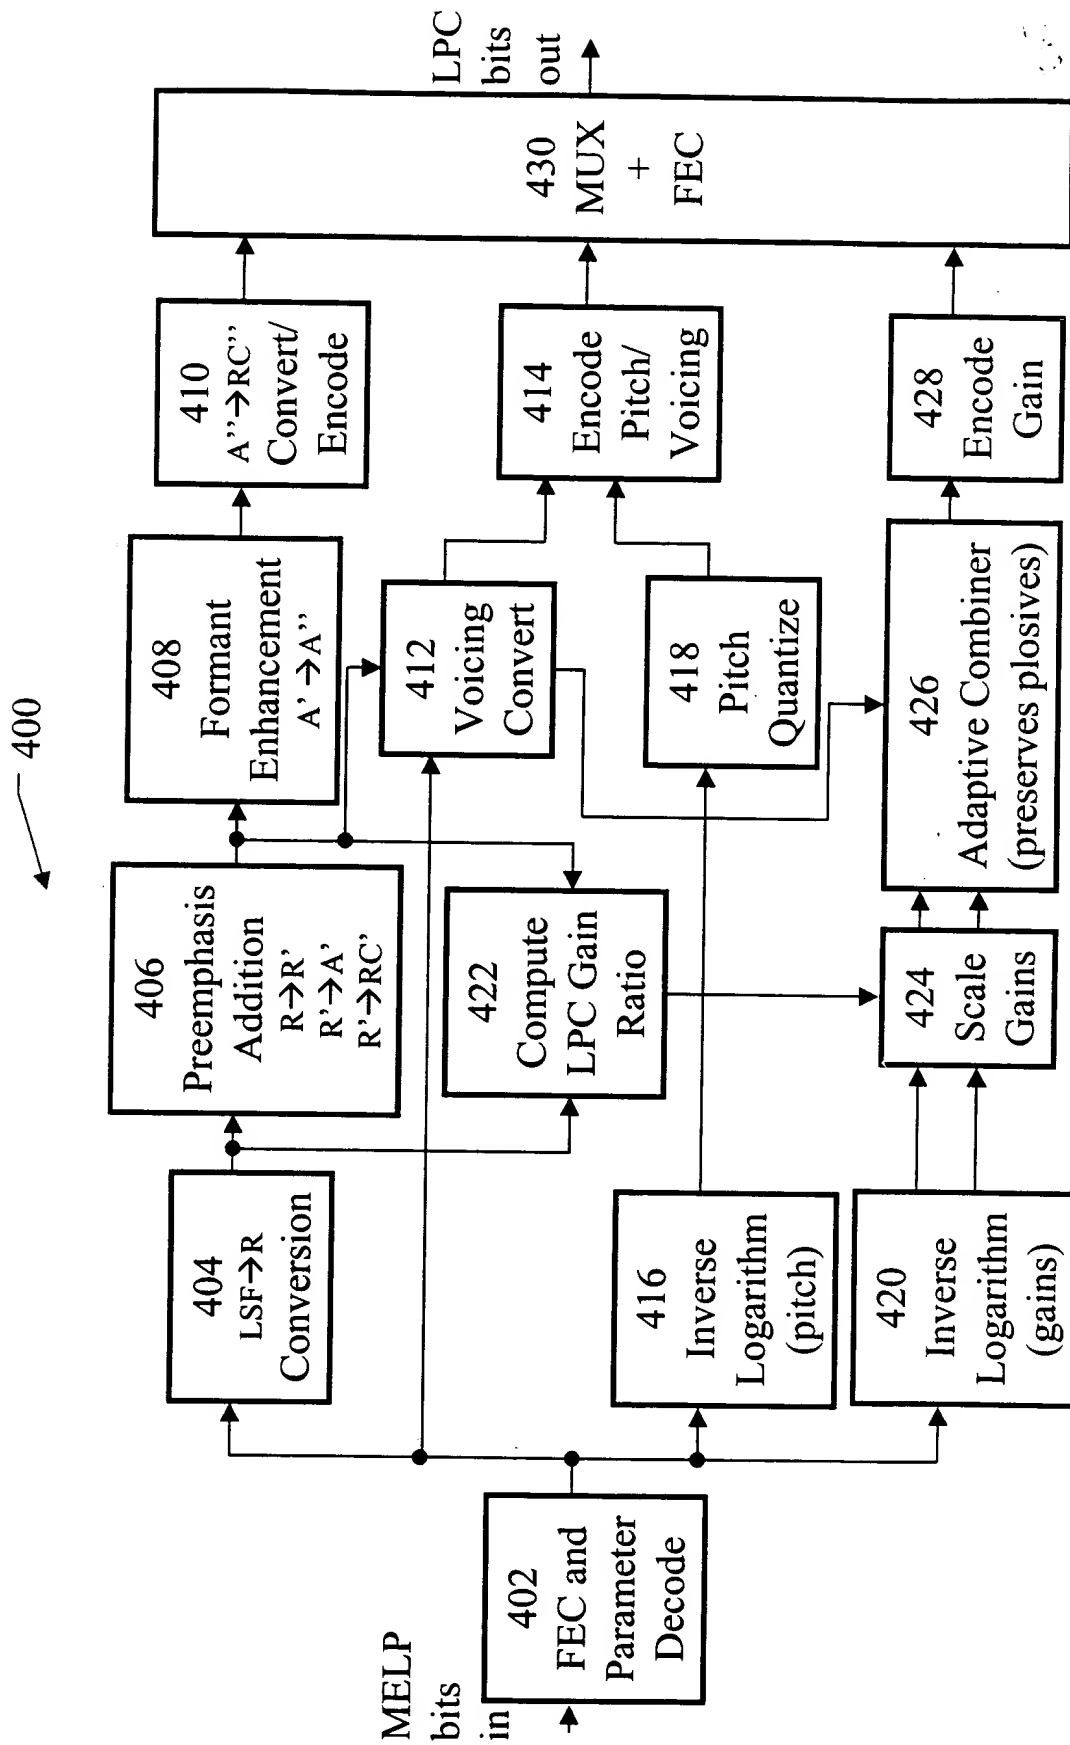 400
MELP
bits
in
402
FEC and
Parameter
Decode
404
LSF→R
Conversion
406
Preemphasis
Addition
R→R'
R'→A'
R'→RC'
408
Formant
Enhancement
A'→A''
410
A''→RC''
Convert/
Encode
412
Voicing
Convert
414
Encode
Pitch/
Voicing
416
Inverse
Logarithm
(pitch)
418
Pitch
Quantize
420
Inverse
Logarithm
(gains)
422
Compute
LPC Gain
Ratio
424
Scale
Gains
426
Adaptive Combiner
(preserves plosives)
428
Encode
Gain
430
MUX
+
FEC
LPC
bits
out